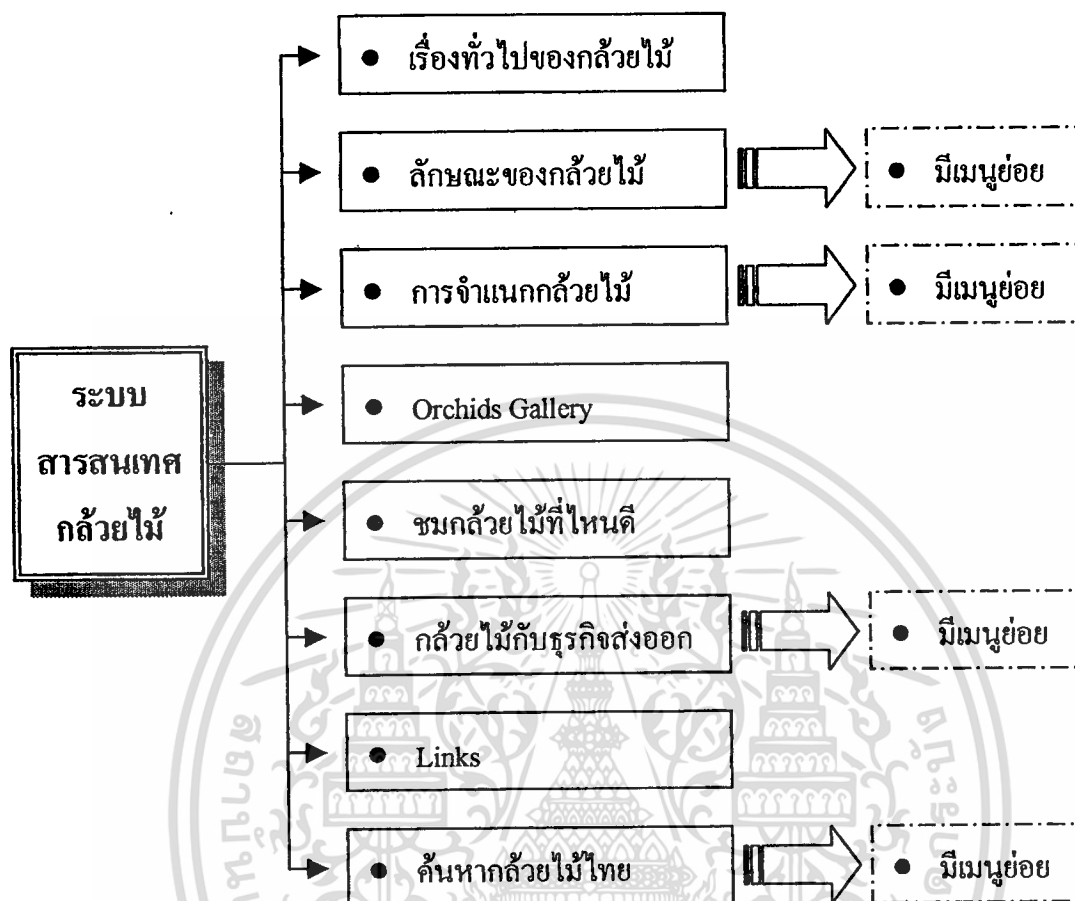 ● เรื่องทั่วไปของกล้วยไม้
● ลักษณะของกล้วยไม้
● มีเมนูย่อย
● การจำแนกกล้วยไม้
● มีเมนูย่อย
ระบบ
สารสนเทศ
กล้วยไม้
● Orchids Gallery
● ชมกล้วยไม้ที่ไหนดี
● กล้วยไม้กับธุรกิจส่งออก
● มีเมนูย่อย
● Links
● ค้นหากล้วยไม้ไทย
● มีเมนูย่อย